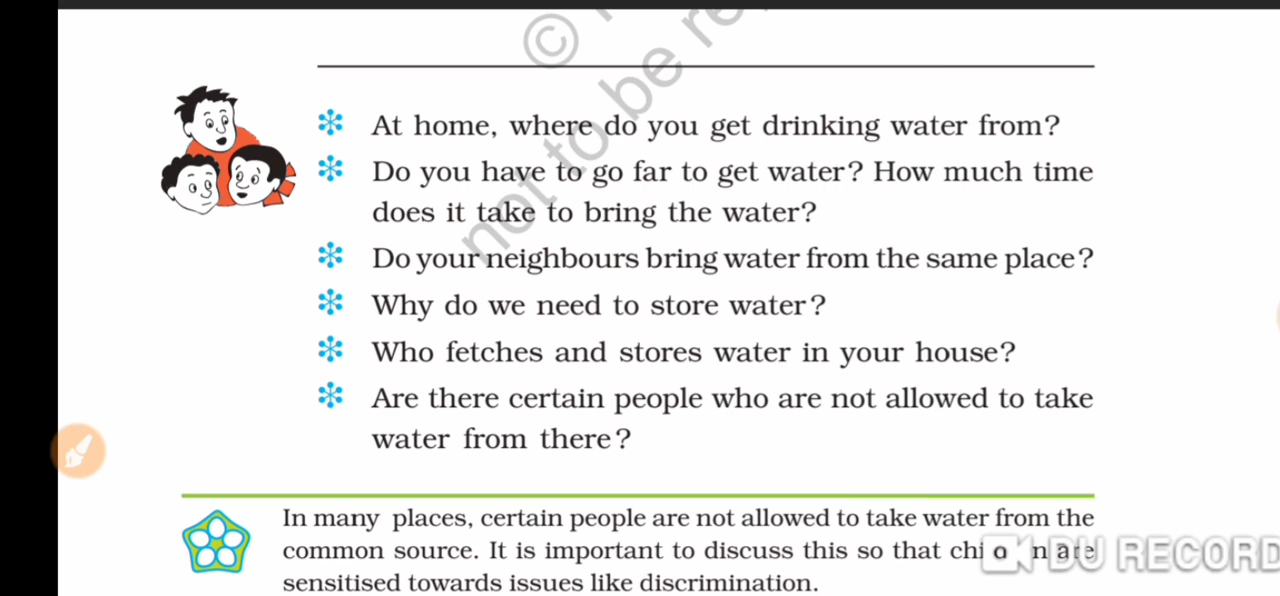 At home, where do you get drinking water from?
Do you have to go far to get water? How much time
does it take to bring the water?
Do your neighbours bring water from the same place?
Why do we need to store water?
Who fetches and stores water in your house?
Are there certain people who are not allowed to take
water from there?
In many places, certain people are not allowed to take water from the
common source. It is important to discuss this so that are
sensitised towards issues like discrimination.
©
not to be
DU RECORD